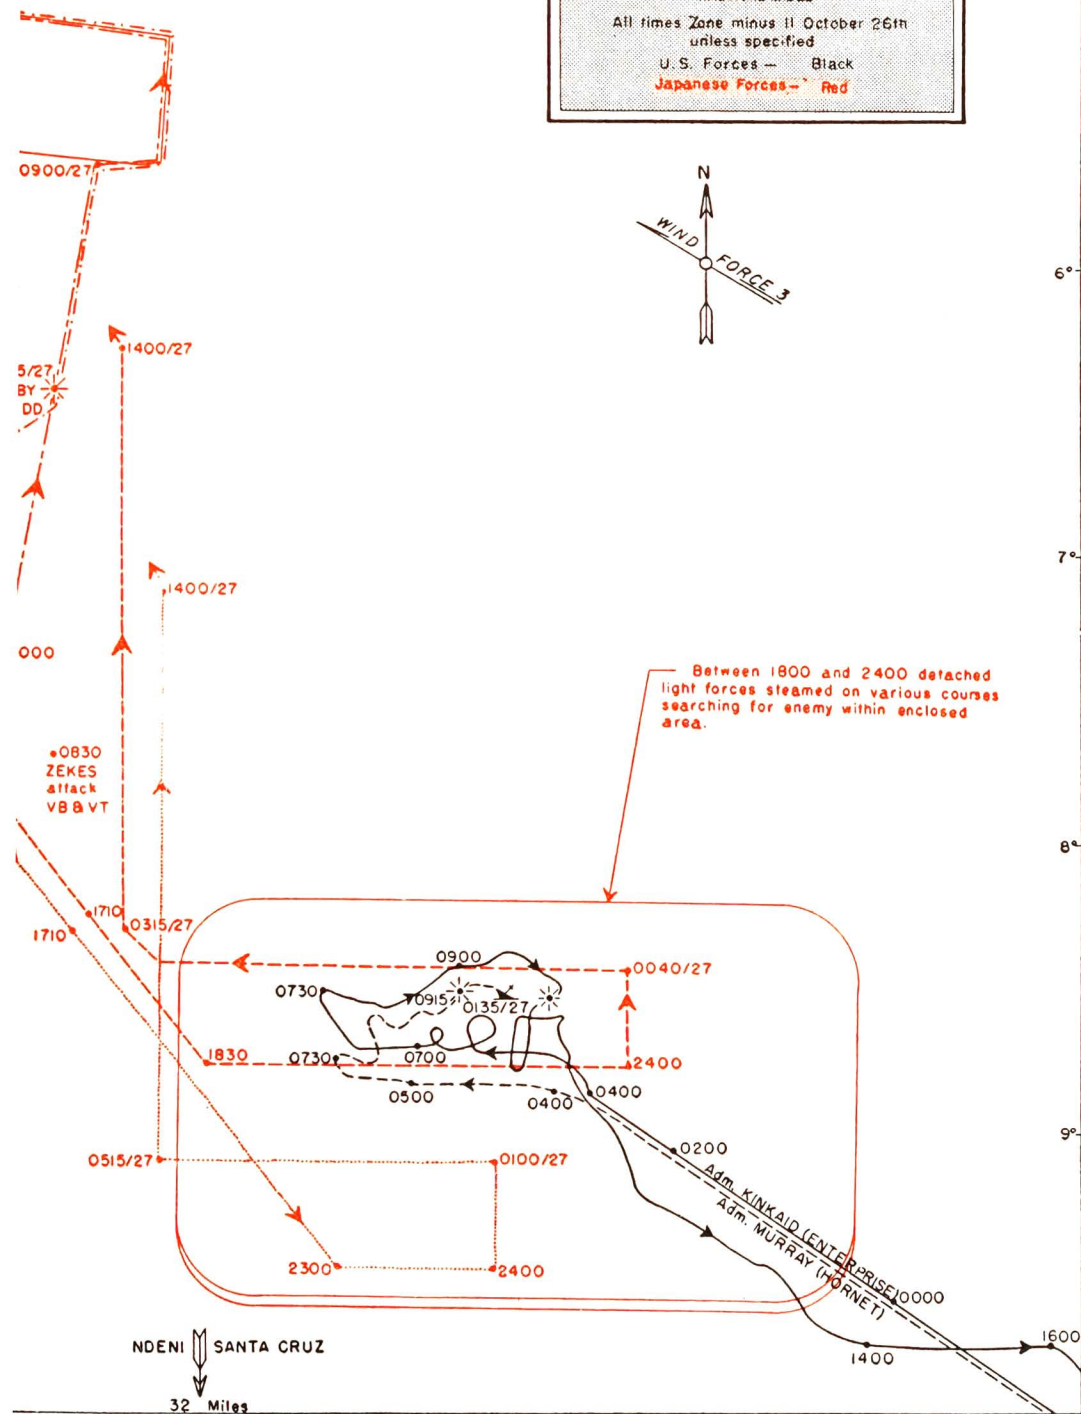 All times Zone minus 11 October 26th
unless specified
U.S. Forces — Black
Japanese Forces — Red
0900/27
N
WIND FORCE 3
6°
1400/27
5/27
BY
DD.
7°
1400/27
000
Between 1800 and 2400 detached
light forces steamed on various courses
searching for enemy within enclosed
area.
0830
ZEKES
attack
VB & VT
8°
1710
0315/27
1710
0900
0040/27
0730
0915
0135/27
1830
0730
0700
2400
0500
0400
0400
9°
0200
0515/27
0100/27
Adm. KINKAID (ENTERPRISE)
Adm. MURRAY (HORNET)
2300
2400
0000
NDENI SANTA CRUZ
1600
1400
32 Miles